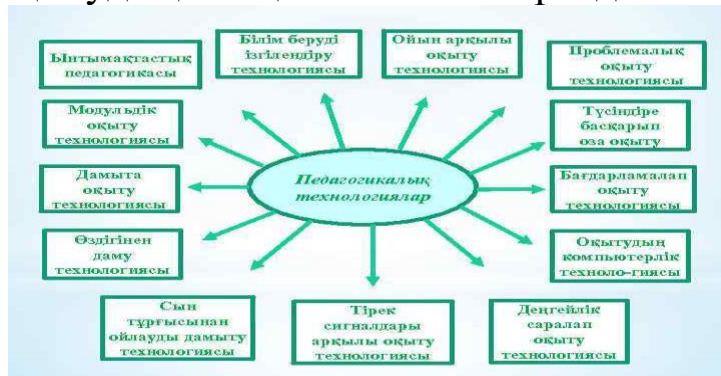 Ынтымақтастық
педагогикасы
Білім беруді
ізгілендіру
технологиясы
Ойын арқылы
оқыту
технологиясы
Проблемалық
оқыту
технологиясы
Модульдік
оқыту
технологиясы
Түсіндіре
басқарып
оза оқыту
Педагогикалық
технологиялар
Дамыта
оқыту
технологиясы
Бағдарламалап
оқыту
технологиясы
Өздігінен
даму
технологиясы
Оқытудың
компьютерлік
техноло-гиясы
Сын
тұрғысынан
ойлауды дамыту
технологиясы
Тірек
сигналдары
арқылы оқыту
технологиясы
Деңгейлік
саралап
оқыту
технологиясы